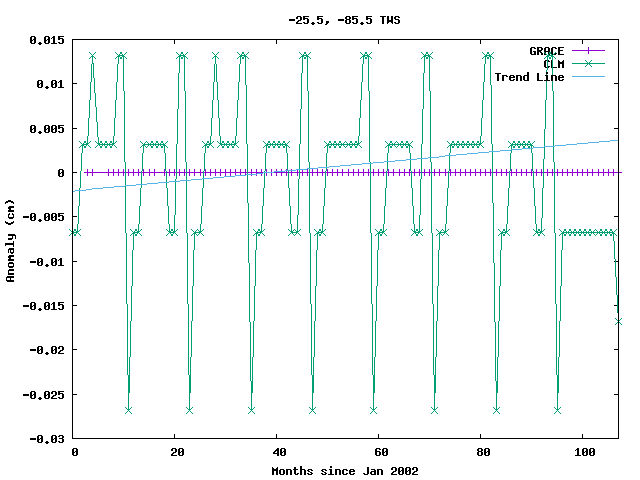 -25.5, -85.5 TWS
0.015
0.01
0.005
0
-0.005
-0.01
-0.015
-0.02
-0.025
-0.03
Anomaly (cm)
GRACE
CLM
Trend Line
0 20 40 60 80 100
Months since Jan 2002